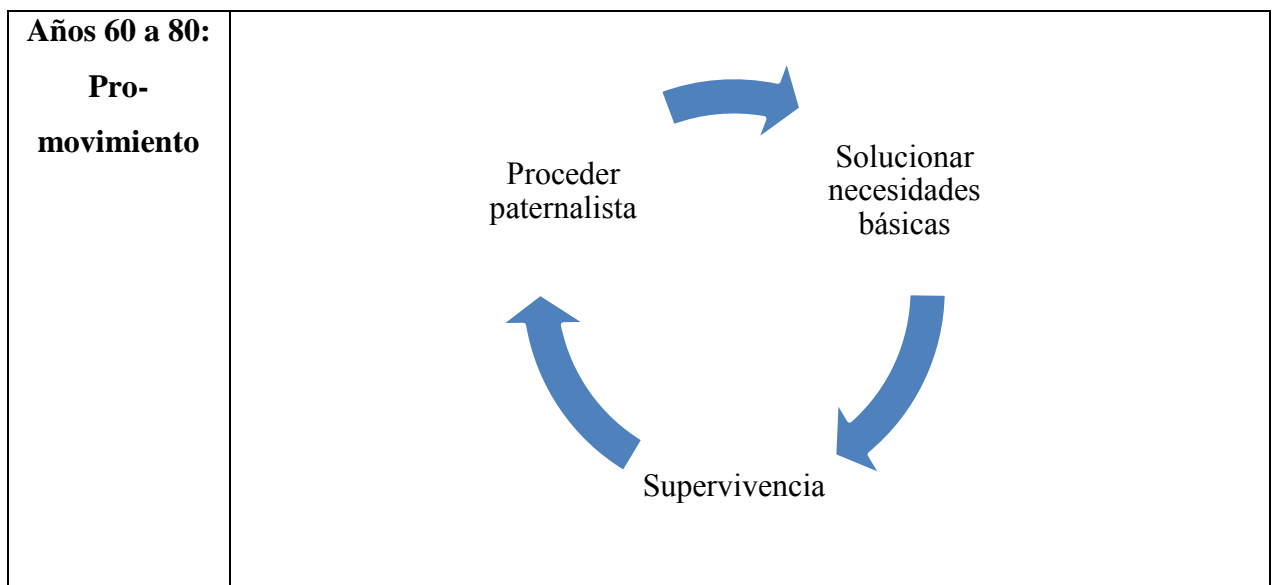 Años 60 a 80:
Pro-
movimiento
Proceder
paternalista
Solucionar
necesidades
básicas
Supervivencia